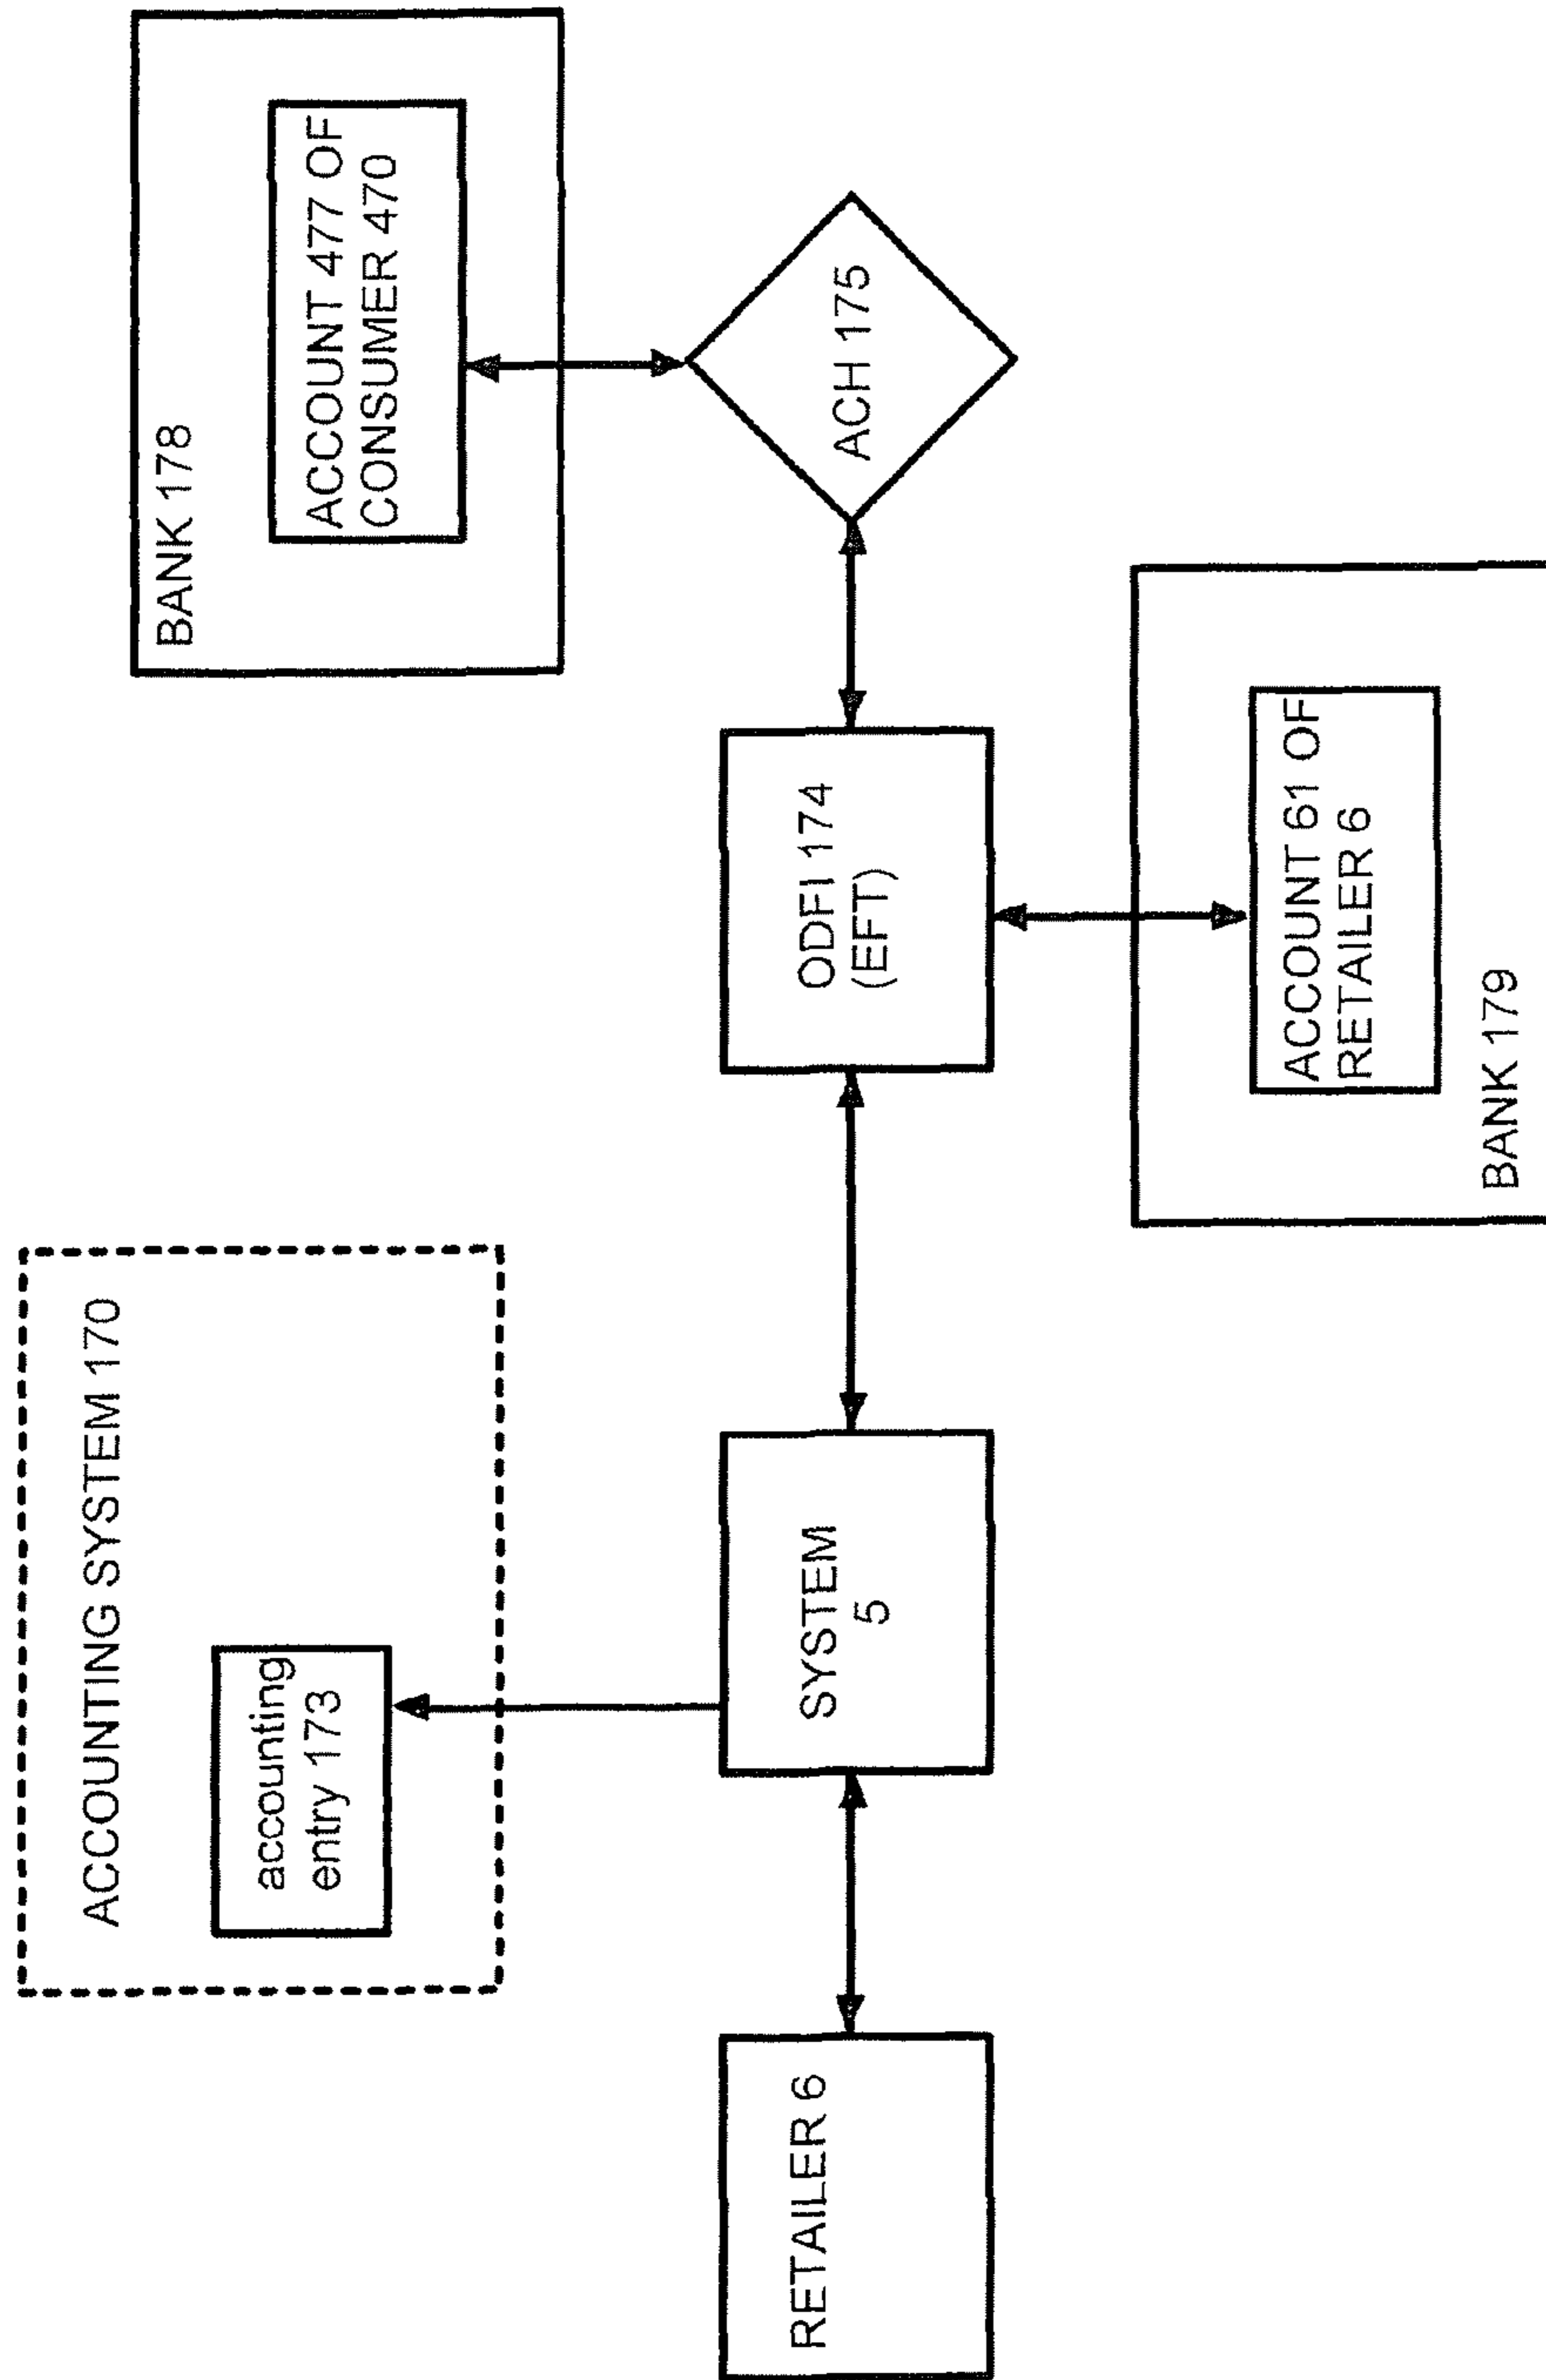 ACCOUNTING SYSTEM 170
accounting
entry 173
BANK 178
ACCOUNT 477 OF
CONSUMER 470
RETAILER 6
SYSTEM
5
ODFI 174
(EFT)
ACH 175
ACCOUNT 61 OF
RETAILER 6
BANK 179